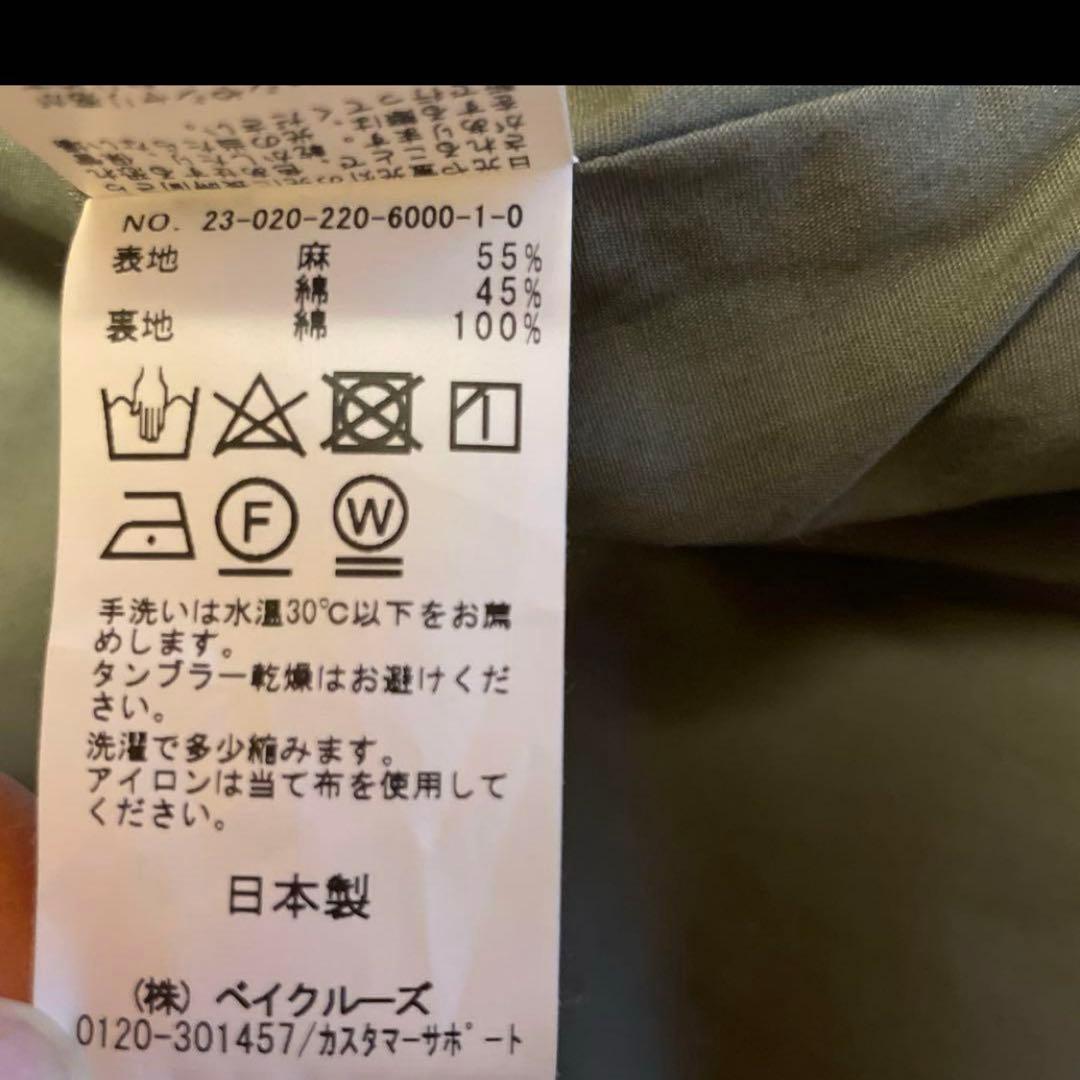 NO. 23-020-220-6000-1-0
表地 麻 55%
綿 45%
裏地 綿 100%
F W
手洗いは水温30℃以下をお薦
めします。
タンブラー乾燥はお避けくだ
さい。
洗濯で多少縮みます。
アイロンは当て布を使用して
ください。
日本製
(株) ベイクルーズ
0120-301457/カスタマーサポート